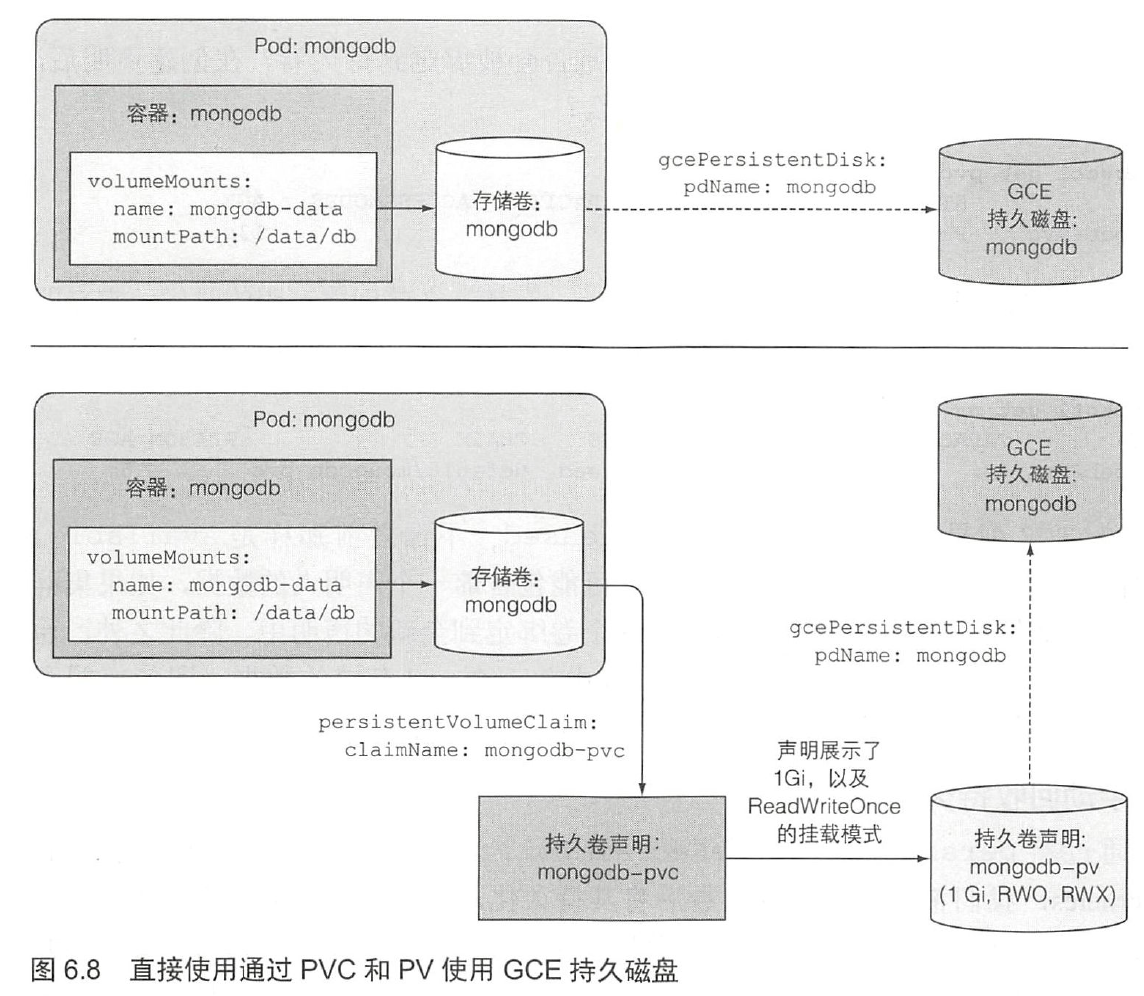 Pod: mongodb
容器：mongodb
volumeMounts:
name: mongodb-data
mountPath: /data/db
存储卷：
mongodb
gcePersistentDisk:
pdName: mongodb
GCE
持久磁盘:
mongodb
Pod: mongodb
容器：mongodb
volumeMounts:
name: mongodb-data
mountPath: /data/db
存储卷：
mongodb
GCE
持久磁盘:
mongodb
gcePersistentDisk:
pdName: mongodb
persistentVolumeClaim:
claimName: mongodb-pvc
声明展示了
1Gi，以及
ReadWriteOnce
的挂载模式
持久卷声明：
mongodb-pvc
持久卷声明:
mongodb-pv
(1 Gi, RWO, RWX)
图 6.8 直接使用通过 PVC 和 PV 使用 GCE 持久磁盘